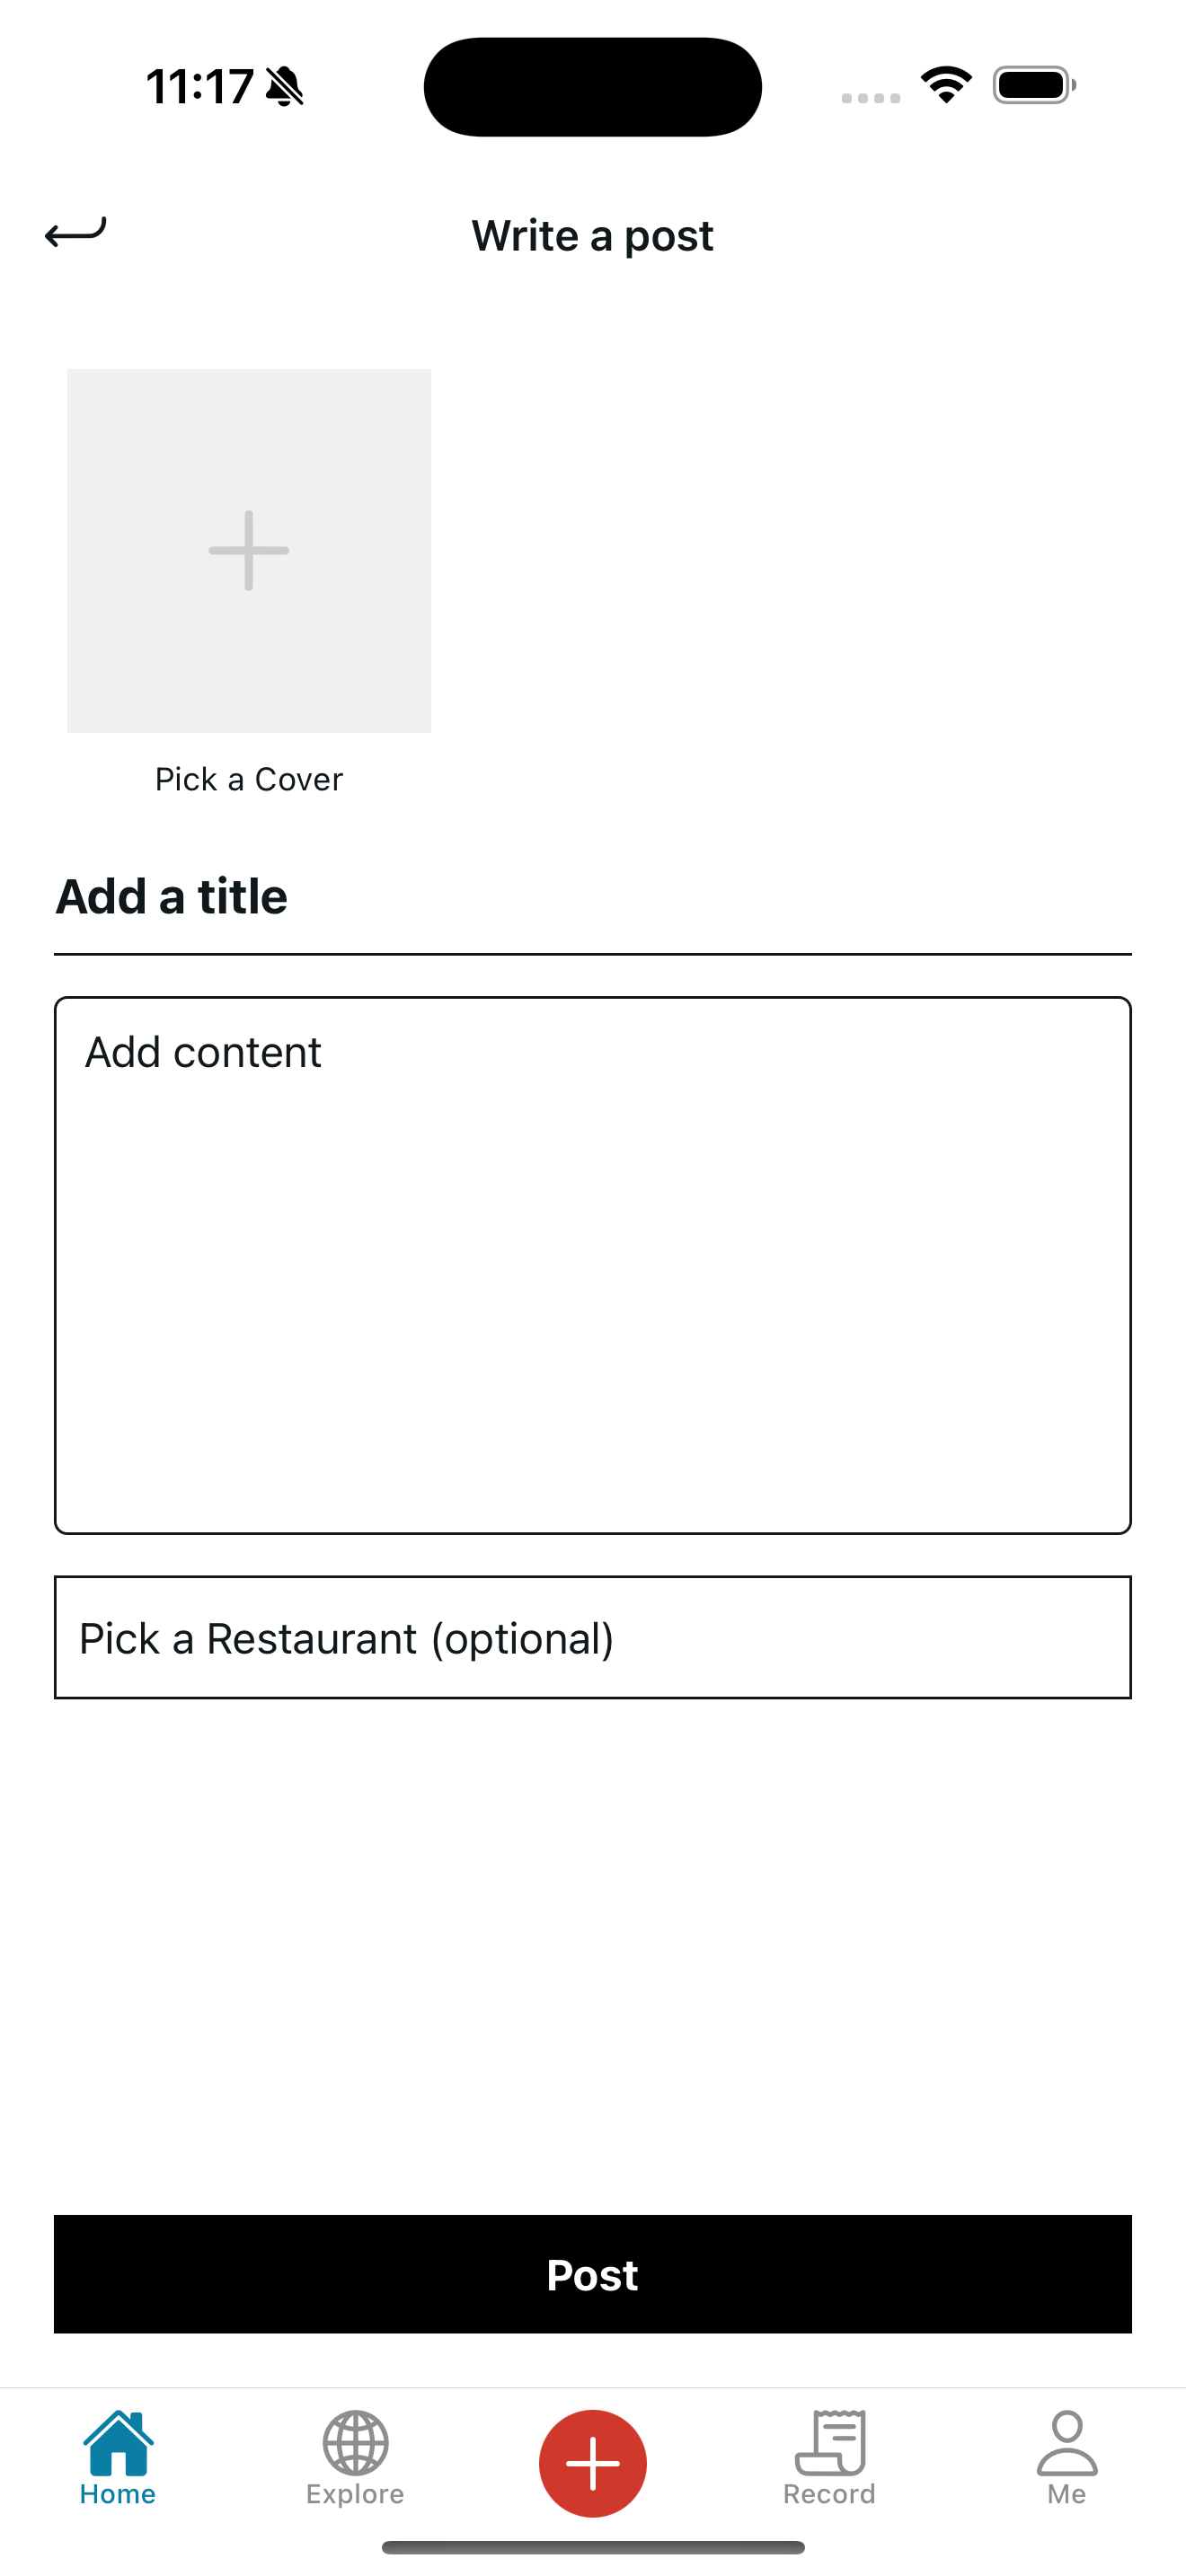 11:17
Write a post
Pick a Cover
Add a title
Add content
Pick a Restaurant (optional)
Post
Home
Explore
Record
Me